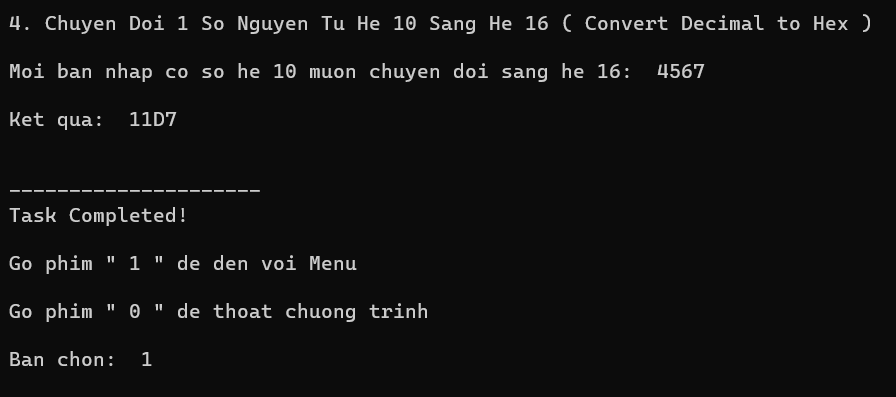 4. Chuyen Doi 1 So Nguyen Tu He 10 Sang He 16 ( Convert Decimal to Hex )
Moi ban nhap co so he 10 muon chuyen doi sang he 16:  4567
Ket qua:  11D7
_____________________
Task Completed!
Go phim " 1 " de den voi Menu
Go phim " 0 " de thoat chuong trinh
Ban chon:  1